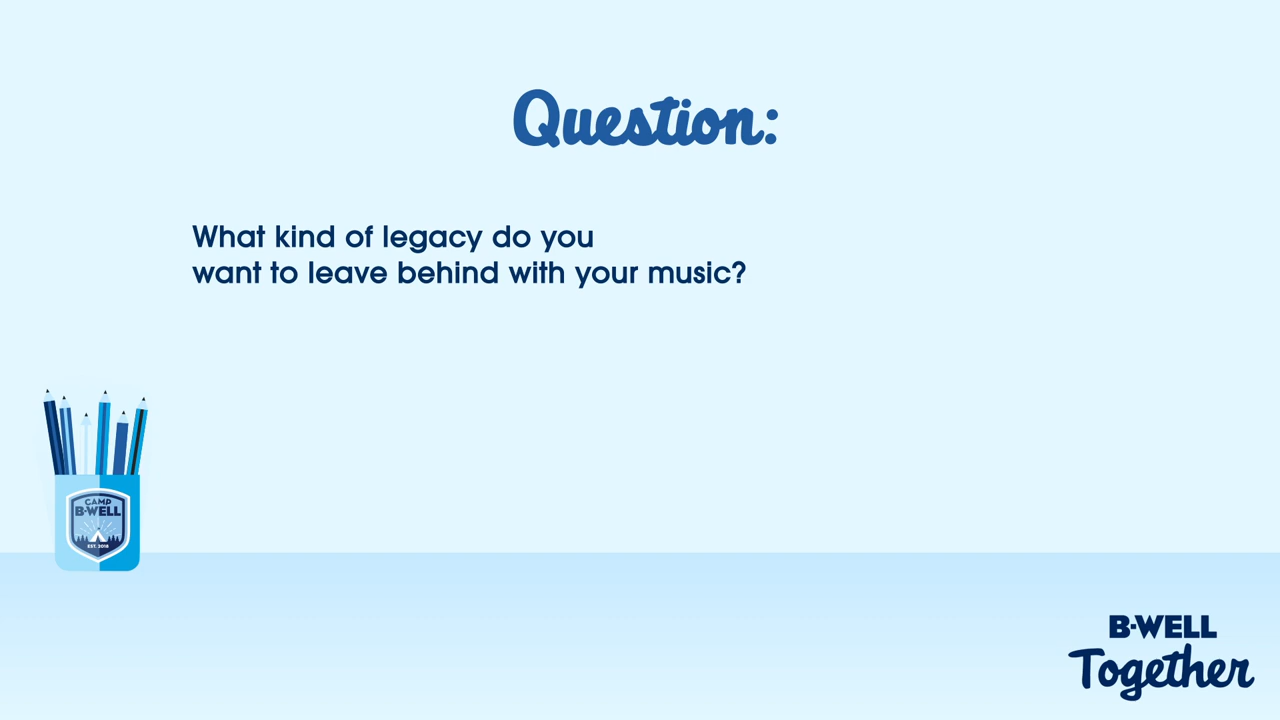 Question:
What kind of legacy do you
want to leave behind with your music?
CAMP
B·WELL
EST. 2018
B·WELL
Together